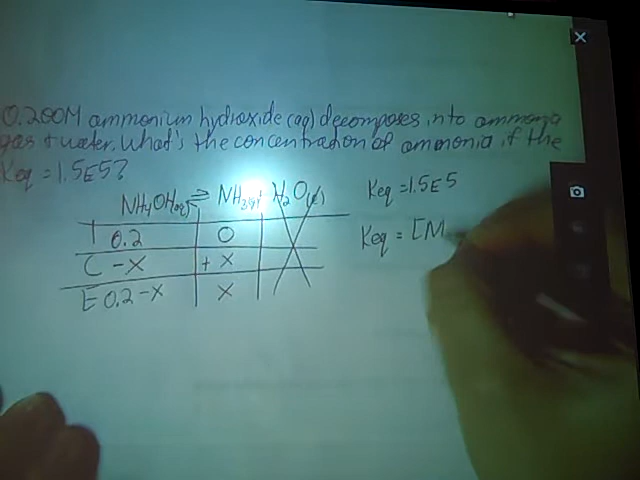 0.200M ammonium hydroxide (aq) decomposes into ammonia
gas + water. What's the concentration of ammonia if the
Keq = 1.5E5?
NH4OH(aq) ⇌ NH3(g) + H2O(l)
Keq = 1.5E5
I 0.2 0
C -x + x
E 0.2-x x
Keq = [N